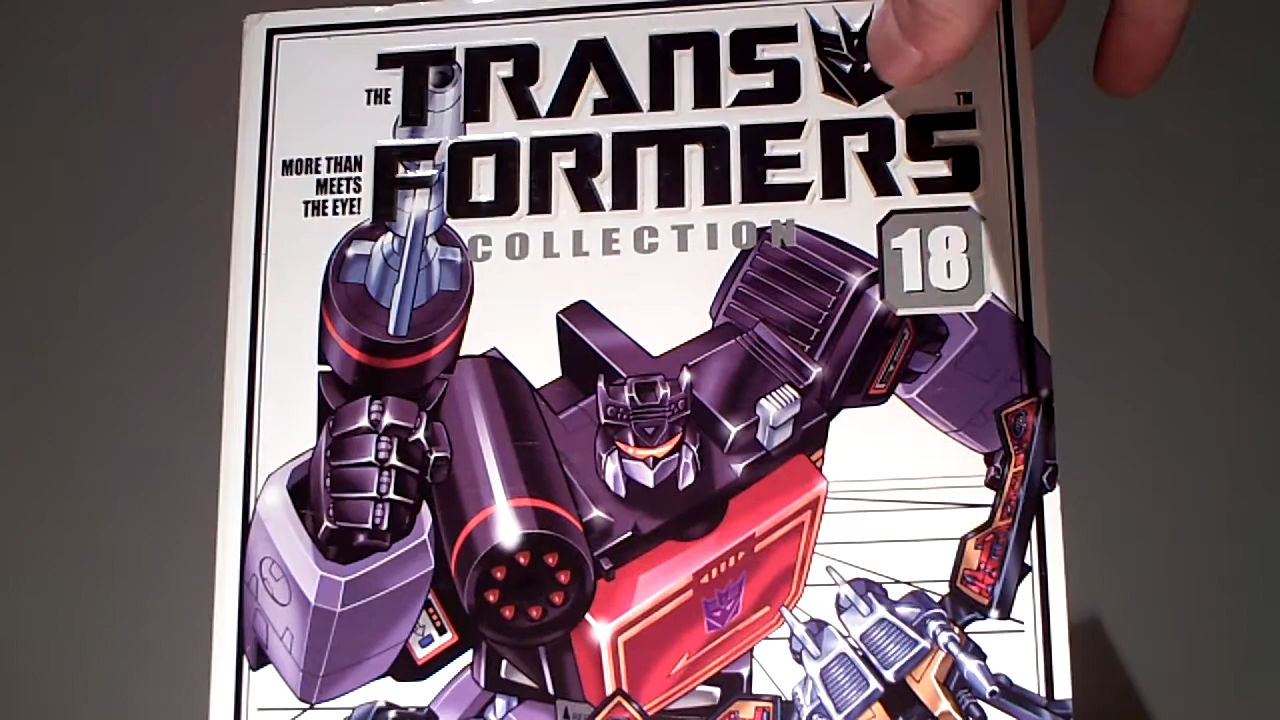 THE TRANS
FORMERS
TM
MORE THAN
MEETS
THE EYE!
COLLECTION
18